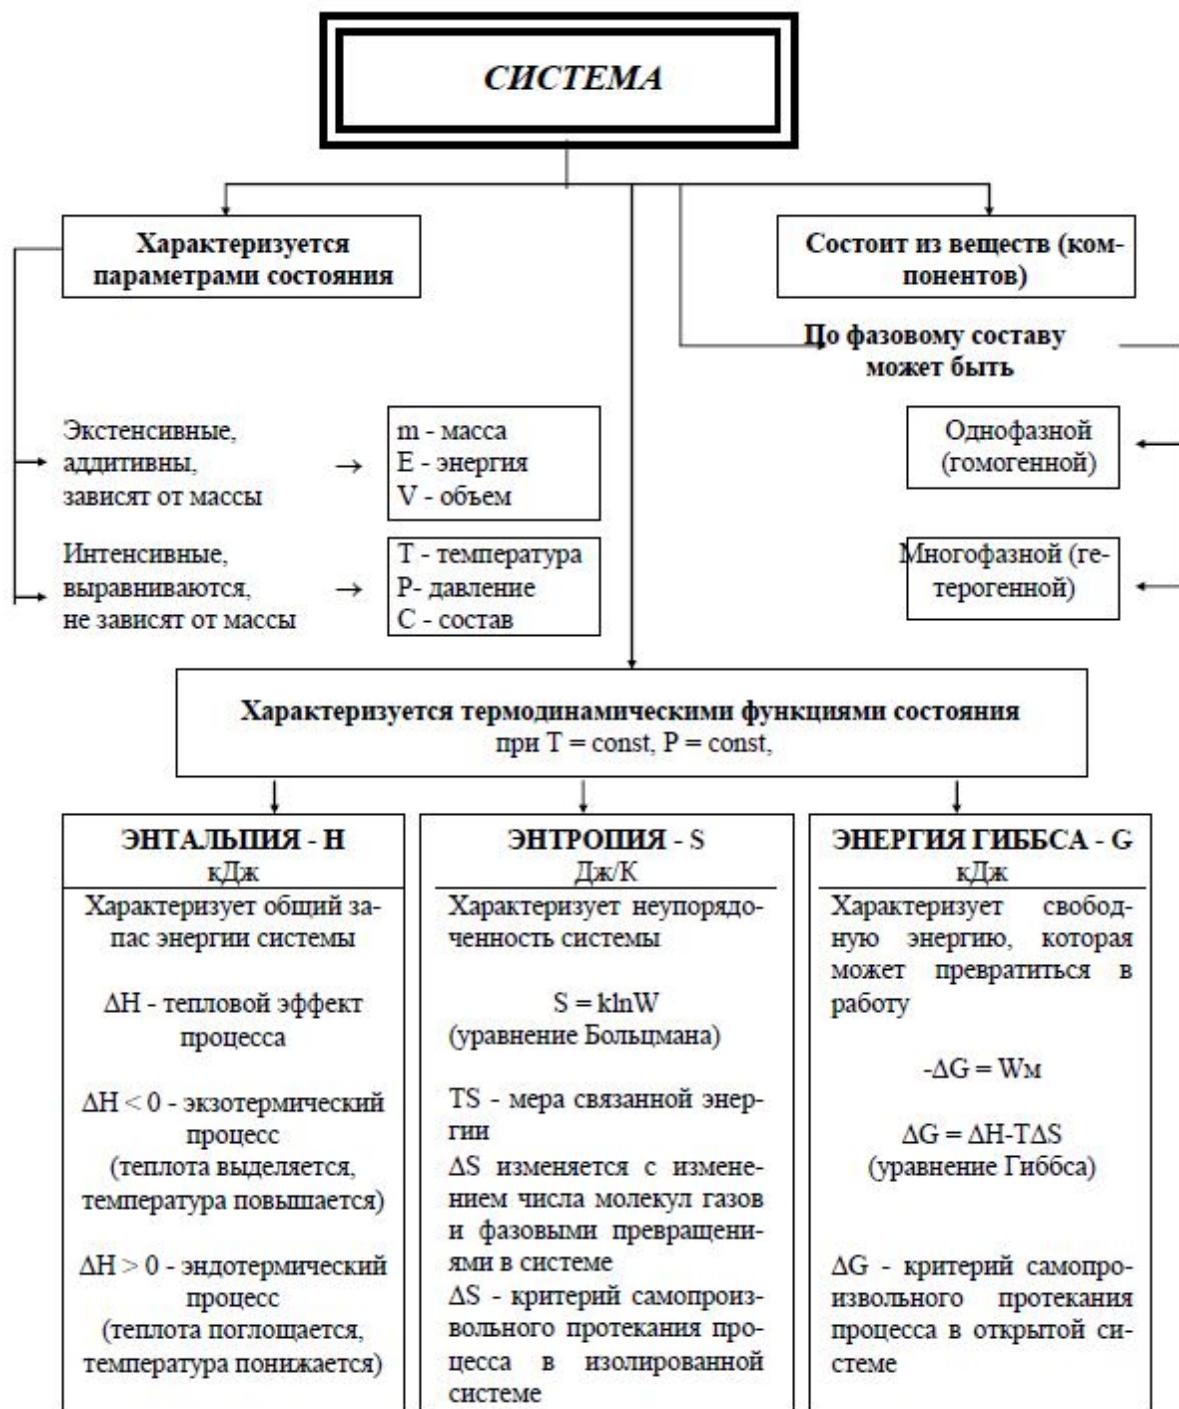 СИСТЕМА
Характеризуется
параметрами состояния
Состоит из веществ (ком-
понентов)
По фазовому составу
может быть
Экстенсивные,
аддитивны,
зависят от массы
→
m - масса
E - энергия
V - объем
Однофазной
(гомогенной)
Интенсивные,
выравниваются,
не зависят от массы
→
T - температура
P- давление
C - состав
Многофазной (ге-
терогенной)
Характеризуется термодинамическими функциями состояния
при T = const, P = const,
ЭНТАЛЬПИЯ - H
кДж
Характеризует общий за-
пас энергии системы
ΔH - тепловой эффект
процесса
ΔH < 0 - экзотермический
процесс
(теплота выделяется,
температура повышается)
ΔH > 0 - эндотермический
процесс
(теплота поглощается,
температура понижается)
ЭНТРОПИЯ - S
Дж/К
Характеризует неупорядо-
ченность системы
S = klnW
(уравнение Больцмана)
TS - мера связанной энер-
гии
ΔS изменяется с измене-
нием числа молекул газов
и фазовыми превращени-
ями в системе
ΔS - критерий самопроиз-
вольного протекания про-
цесса в изолированной
системе
ЭНЕРГИЯ ГИББСА - G
кДж
Характеризует свобод-
ную энергию, которая
может превратиться в
работу
-ΔG = Wм
ΔG = ΔH-TΔS
(уравнение Гиббса)
ΔG - критерий самопро-
извольного протекания
процесса в открытой си-
стеме